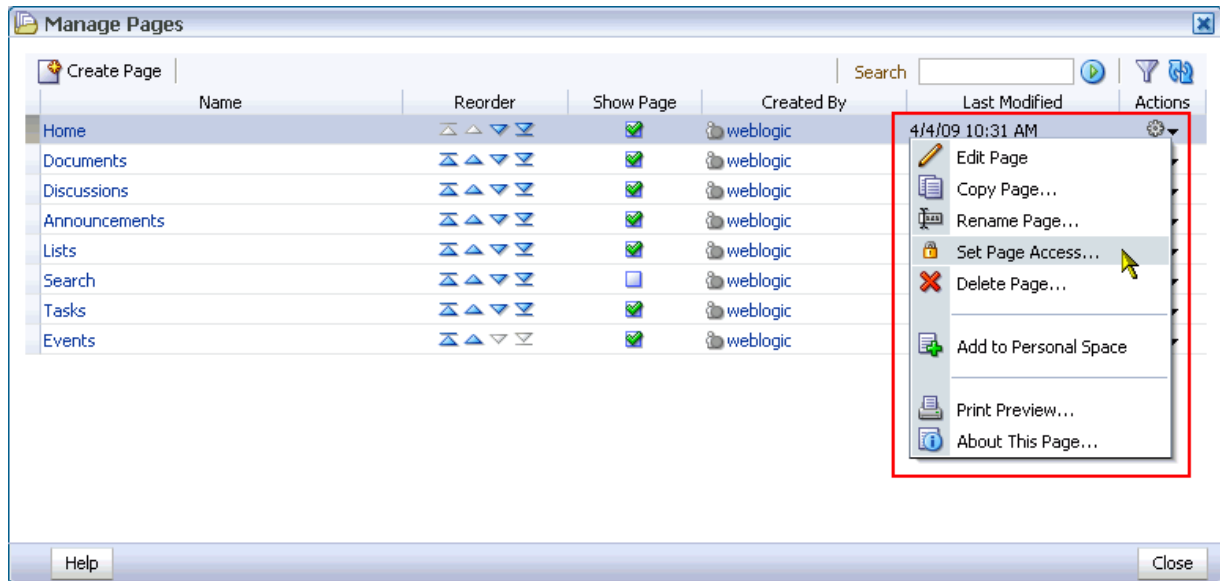 Manage Pages
Create Page Search
Name Reorder Show Page Created By Last Modified Actions
Home weblogic 4/4/09 10:31 AM
Documents weblogic
Discussions weblogic
Announcements weblogic
Lists weblogic
Search weblogic
Tasks weblogic
Events weblogic
Edit Page
Copy Page...
Rename Page...
Set Page Access...
Delete Page...
Add to Personal Space
Print Preview...
About This Page...
Help Close